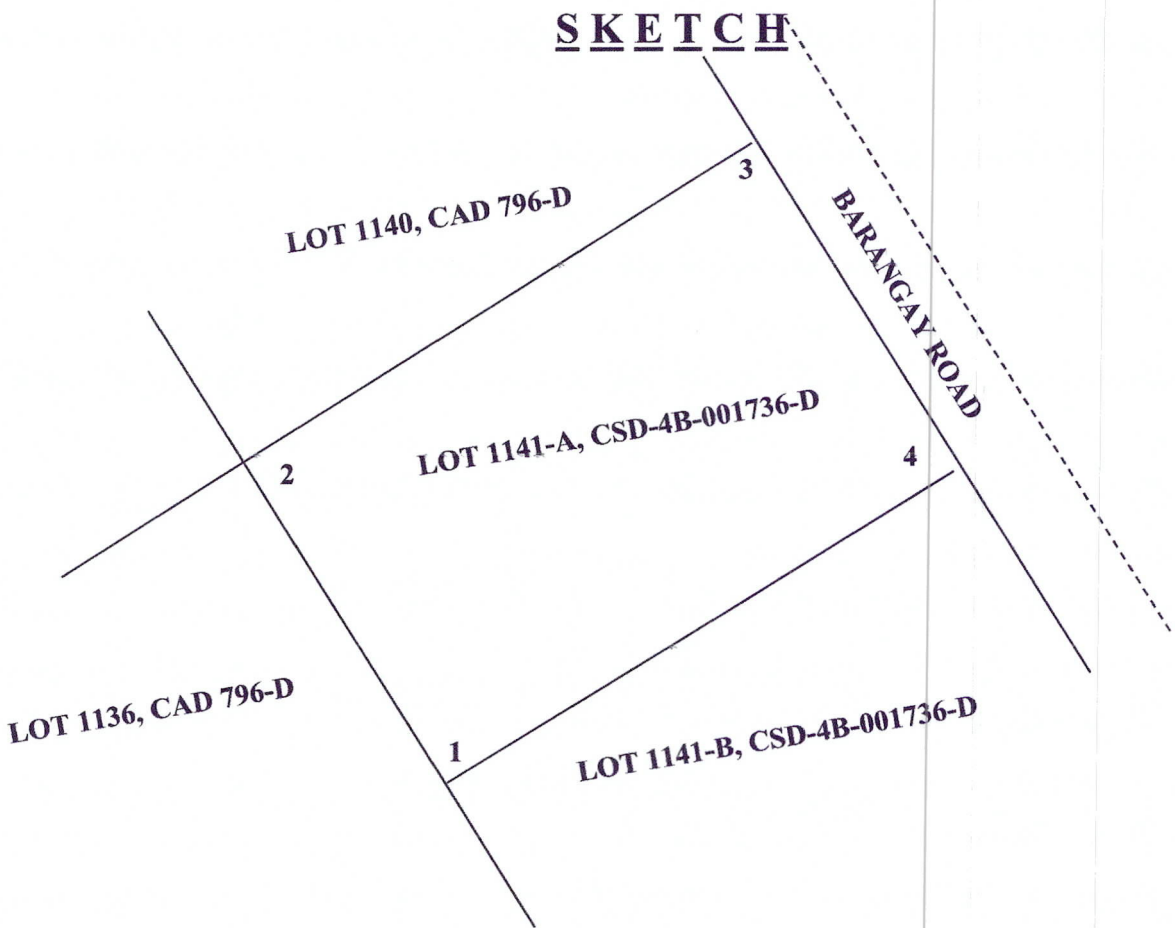 SKETCH
3
LOT 1140, CAD 796-D
BARANGAY ROAD
LOT 1141-A, CSD-4B-001736-D
4
2
LOT 1136, CAD 796-D
1
LOT 1141-B, CSD-4B-001736-D